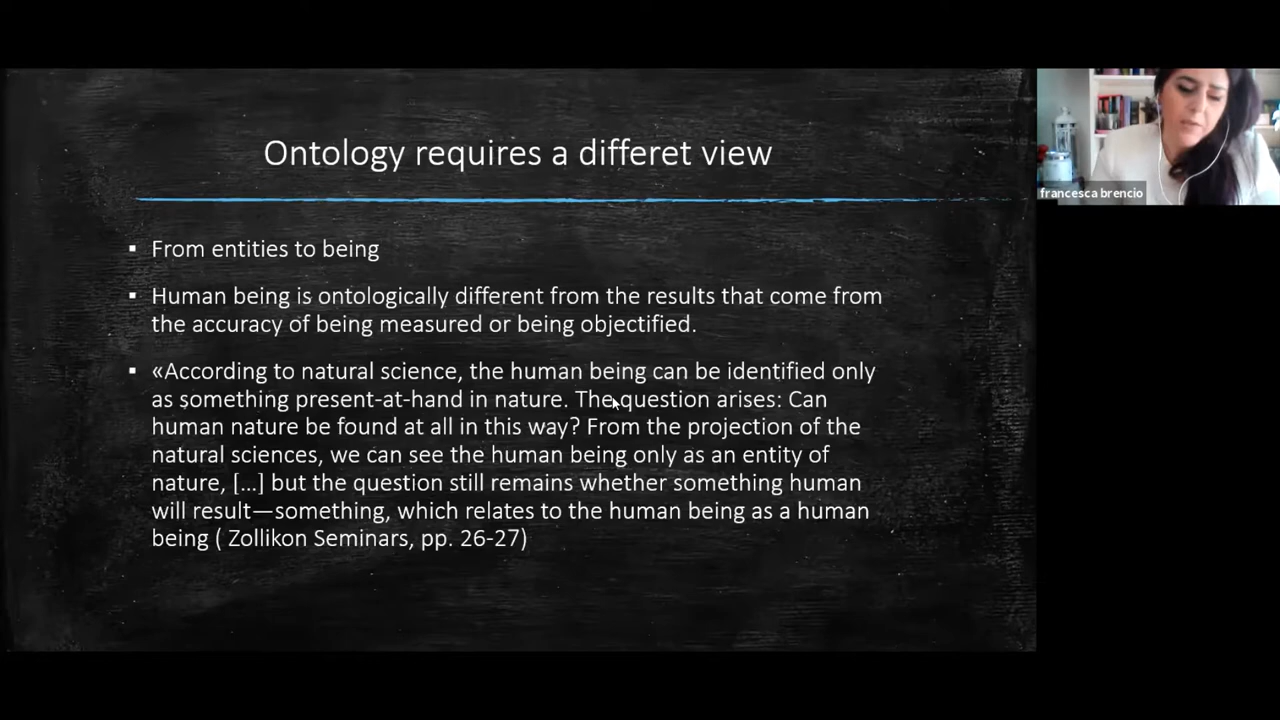 Ontology requires a differet view
▪ From entities to being
▪ Human being is ontologically different from the results that come from
the accuracy of being measured or being objectified.
▪ «According to natural science, the human being can be identified only
as something present-at-hand in nature. The question arises: Can
human nature be found at all in this way? From the projection of the
natural sciences, we can see the human being only as an entity of
nature, [...] but the question still remains whether something human
will result—something, which relates to the human being as a human
being ( Zollikon Seminars, pp. 26-27)
francesca brencio